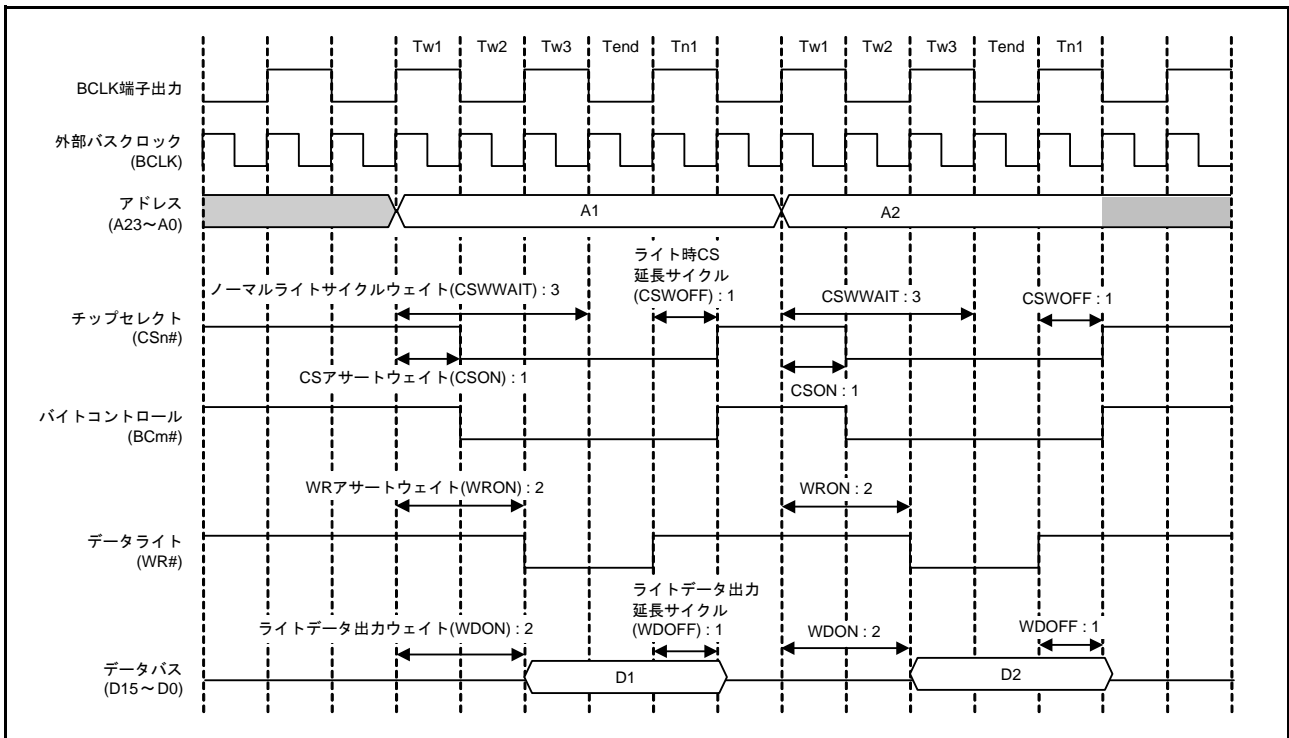 Tw1 Tw2 Tw3 Tend Tn1 Tw1 Tw2 Tw3 Tend Tn1
BCLK端子出力
外部バスクロック
(BCLK)
アドレス
(A23～A0)
A1
A2
ライト時CS
延長サイクル
(CSWOFF) : 1
ノーマルライトサイクルウェイト(CSWWAIT) : 3
CSWWAIT : 3
CSWOFF : 1
チップセレクト
(CSn#)
CSアサートウェイト(CSON) : 1
CSON : 1
バイトコントロール
(BCm#)
WRアサートウェイト(WRON) : 2
WRON : 2
データライト
(WR#)
ライトデータ出力
延長サイクル
(WDOFF) : 1
ライトデータ出力ウェイト(WDON) : 2
WDON : 2
WDOFF : 1
データバス
(D15～D0)
D1
D2